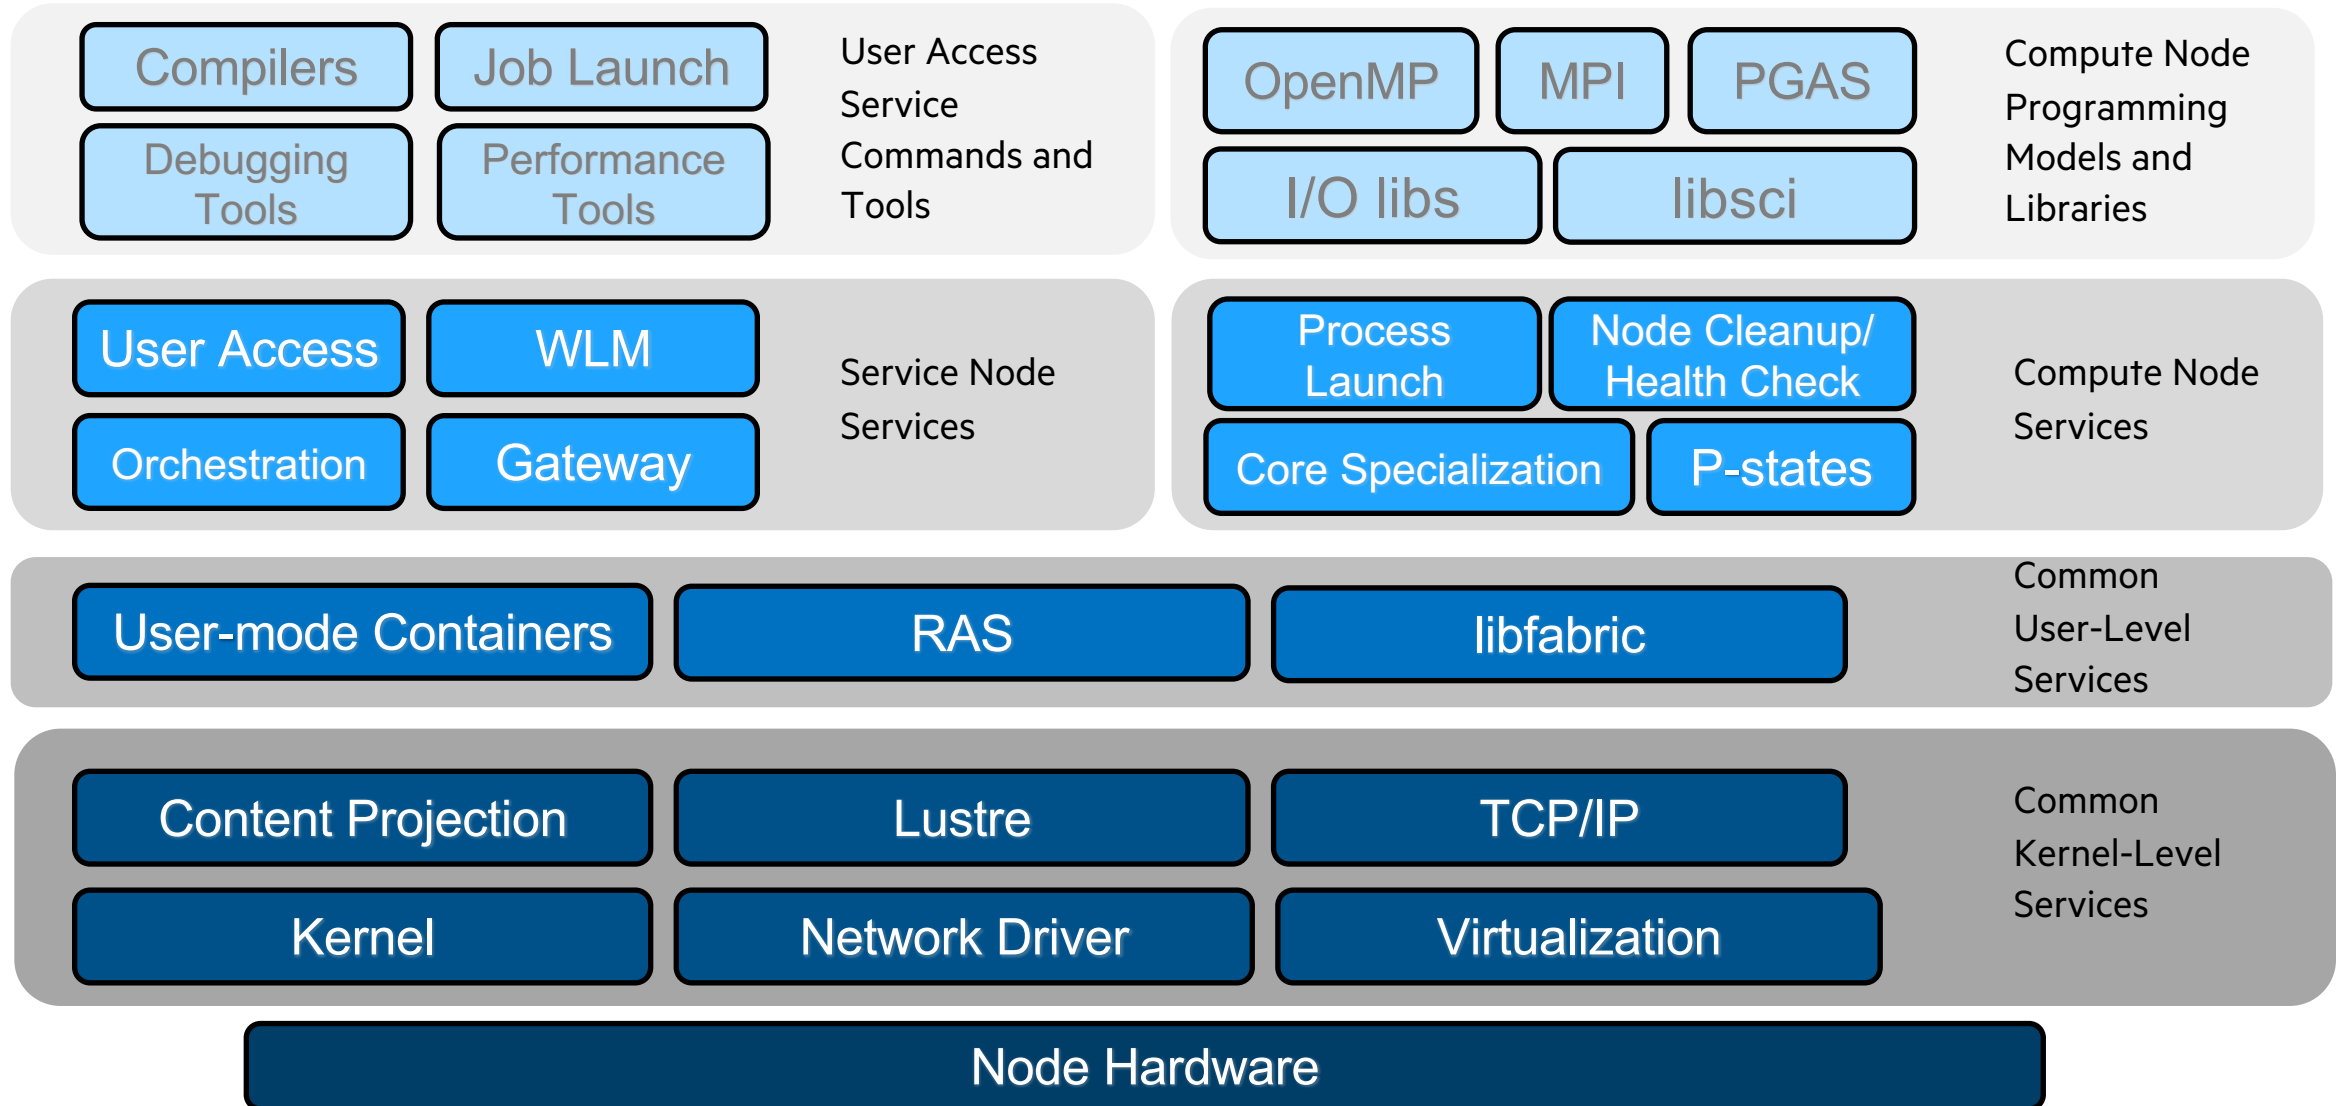 Compilers
Job Launch
Debugging
Tools
Performance
Tools
User Access
Service
Commands and
Tools
OpenMP
MPI
PGAS
I/O libs
libsci
Compute Node
Programming
Models and
Libraries
User Access
WLM
Orchestration
Gateway
Service Node
Services
Process
Launch
Node Cleanup/
Health Check
Core Specialization
P-states
Compute Node
Services
User-mode Containers
RAS
libfabric
Common
User-Level
Services
Content Projection
Lustre
TCP/IP
Kernel
Network Driver
Virtualization
Common
Kernel-Level
Services
Node Hardware